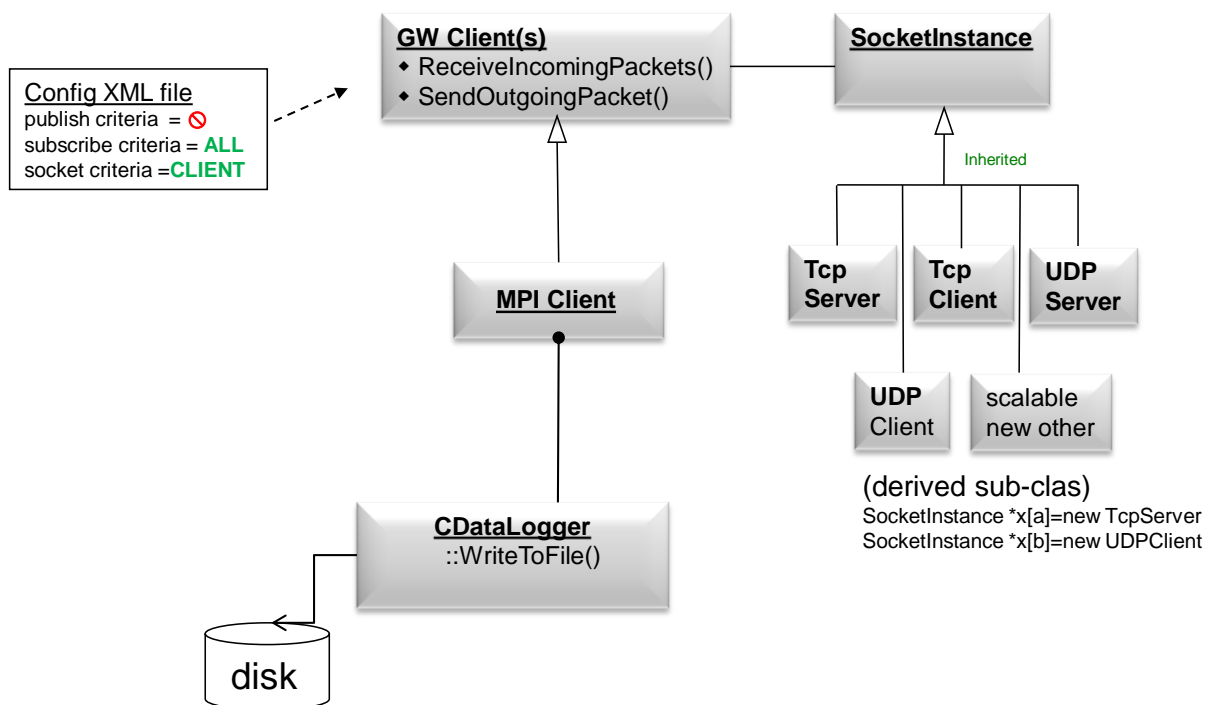 GW Client(s)
◆ ReceiveIncomingPackets()
◆ SendOutgoingPacket()
SocketInstance
Config XML file
publish criteria =
subscribe criteria = ALL
socket criteria =CLIENT
Inherited
Tcp
Server
Tcp
Client
UDP
Server
MPI Client
UDP
Client
scalable
new other
(derived sub-clas)
SocketInstance *x[a]=new TcpServer
SocketInstance *x[b]=new UDPClient
CDataLogger
::WriteToFile()
disk